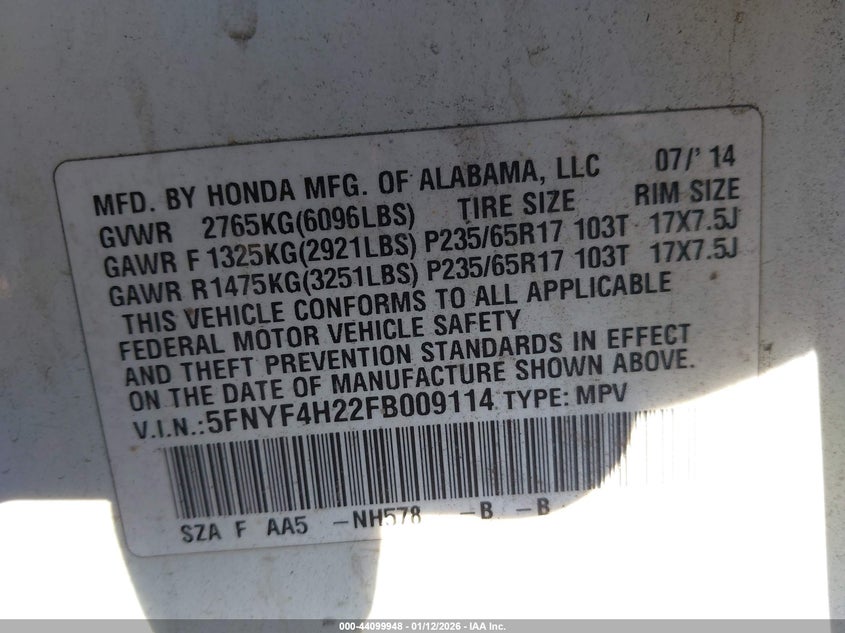 MFD. BY HONDA MFG. OF ALABAMA, LLC 07/' 14
GVWR 2765KG(6096LBS) TIRE SIZE RIM SIZE
GAWR F 1325KG(2921LBS) P235/65R17 103T 17X7.5J
GAWR R1475KG(3251LBS) P235/65R17 103T 17X7.5J
THIS VEHICLE CONFORMS TO ALL APPLICABLE
FEDERAL MOTOR VEHICLE SAFETY
AND THEFT PREVENTION STANDARDS IN EFFECT
ON THE DATE OF MANUFACTURE SHOWN ABOVE.
V.I.N.:5FNYF4H22FB009114 TYPE: MPV
SZA F AA5 -NH578 -B -B
000-44099948 - 01/12/2026 - IAA Inc.